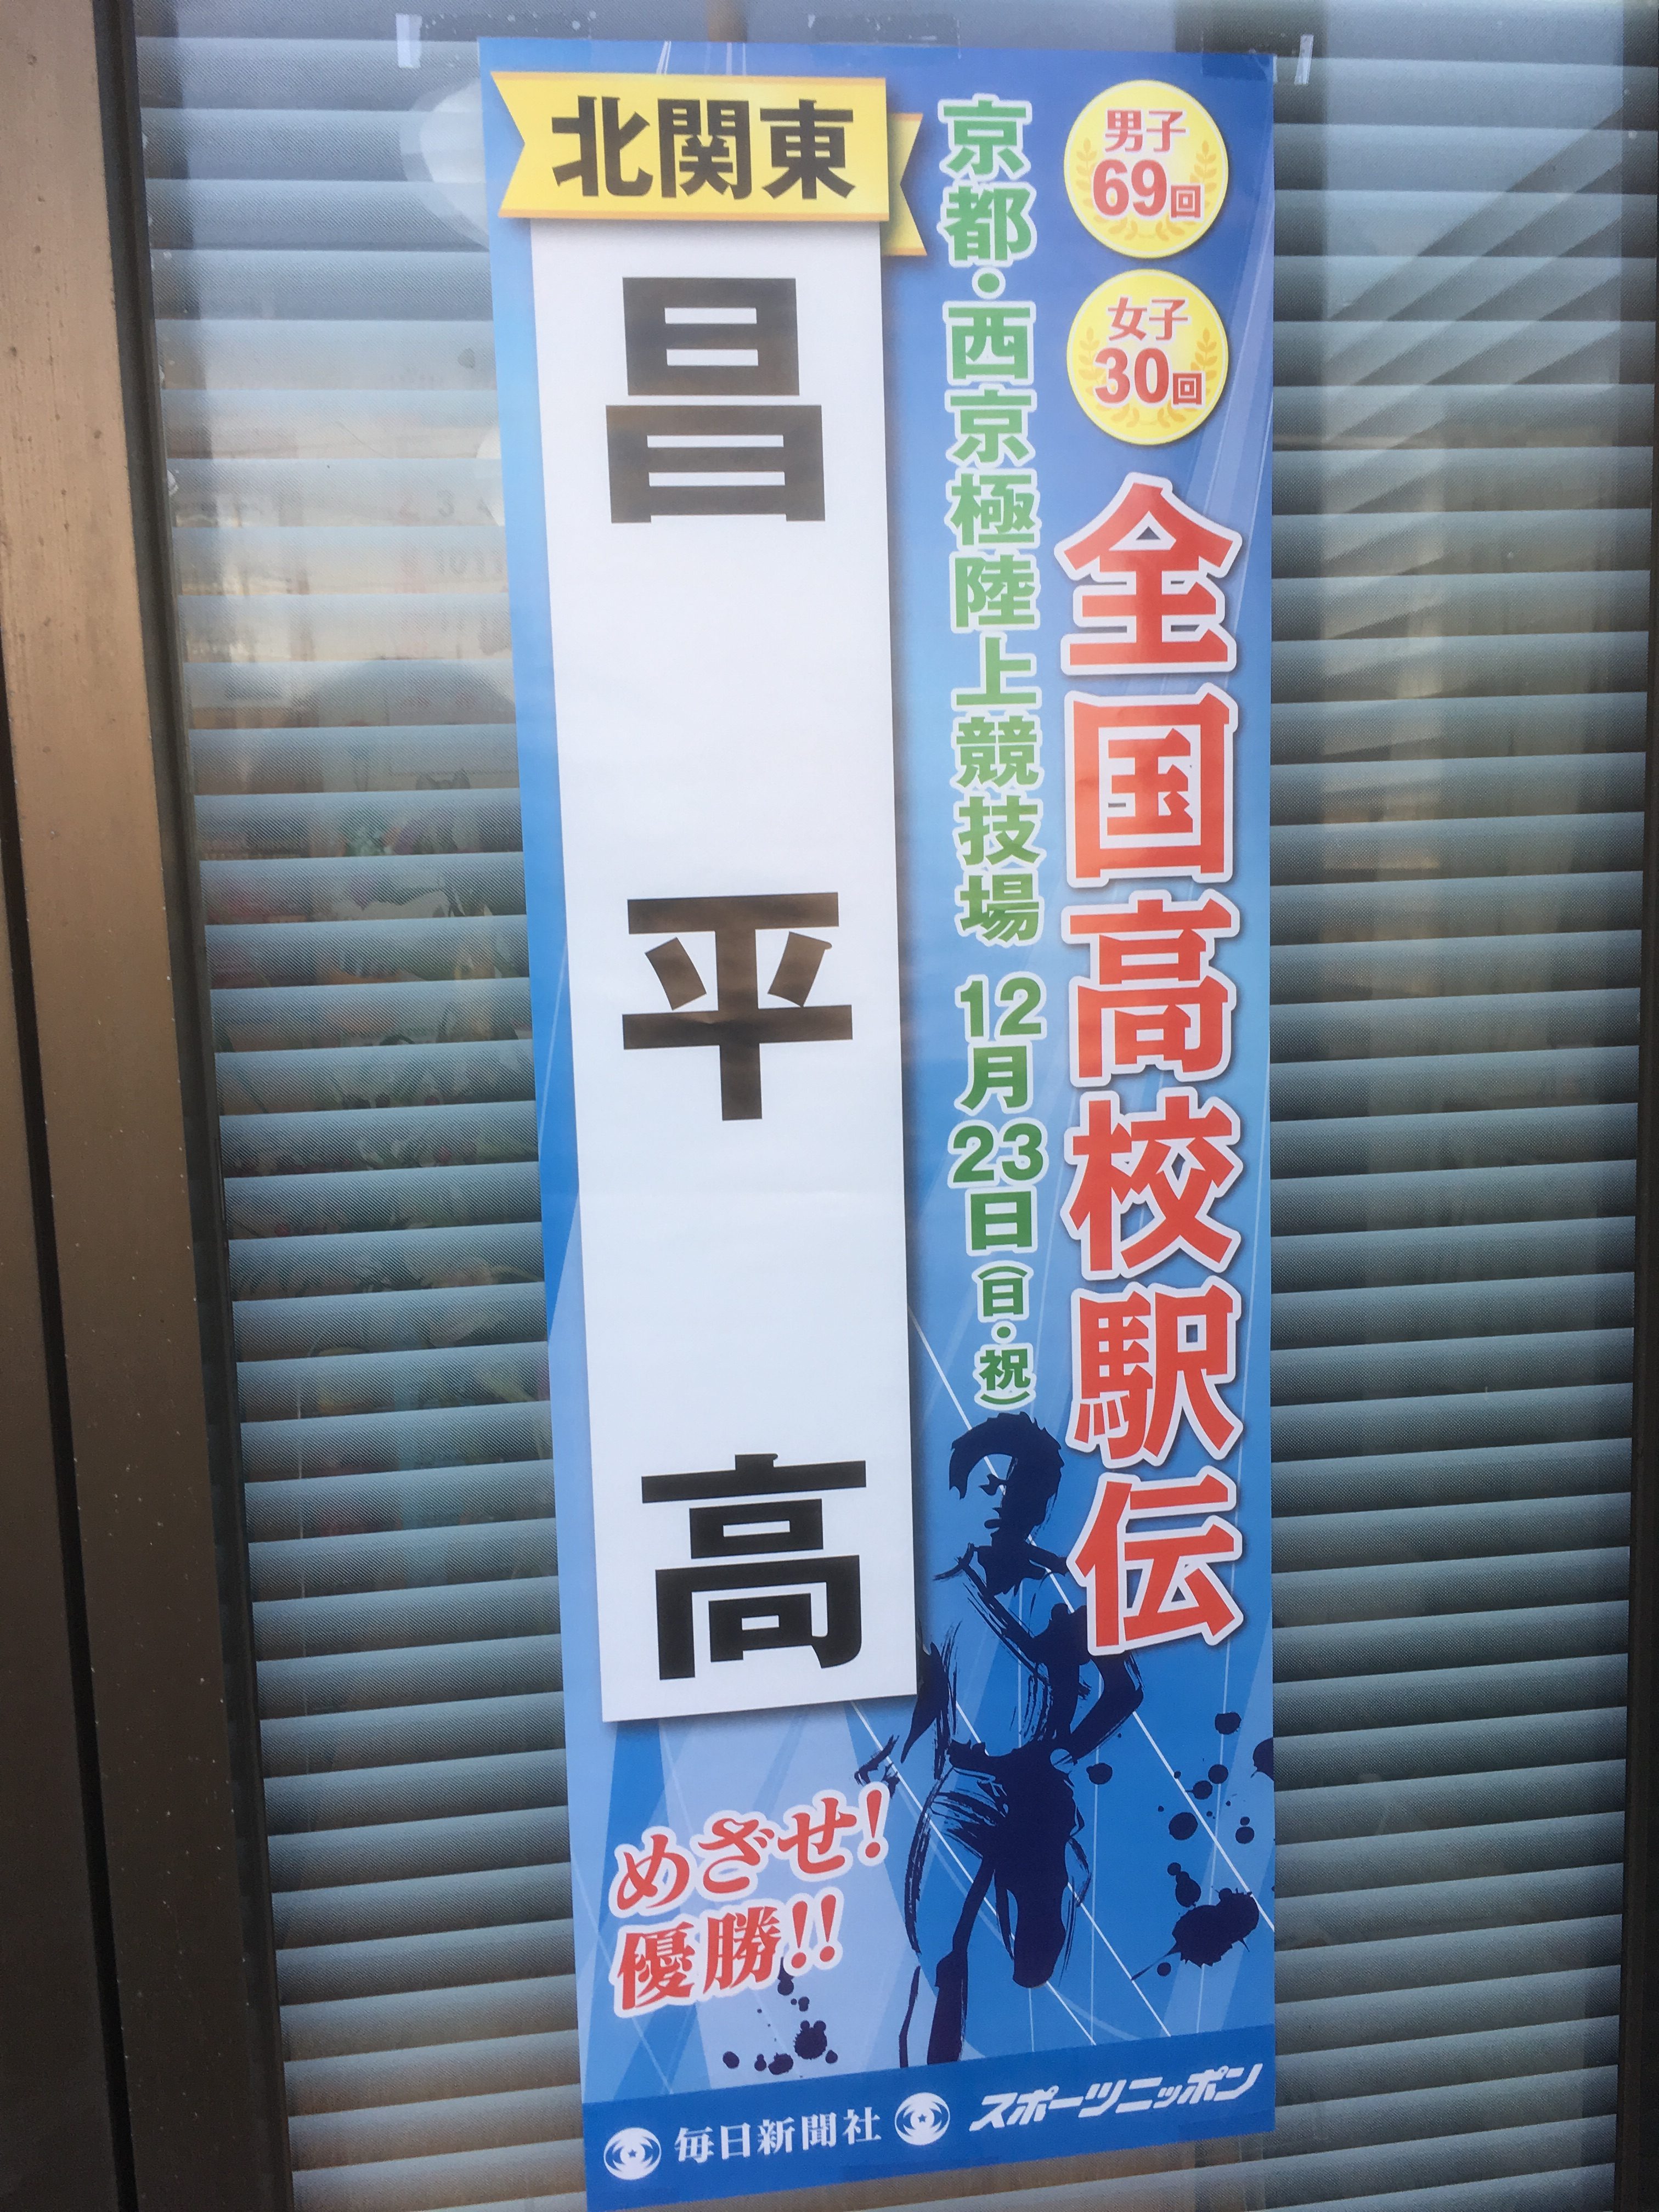 男子
69回
女子
30回
全国高校駅伝
京都・西京極陸上競技場 12月23日(日・祝)
北関東
昌平高
めざせ!
優勝!!
毎日新聞社 スポーツニッポン